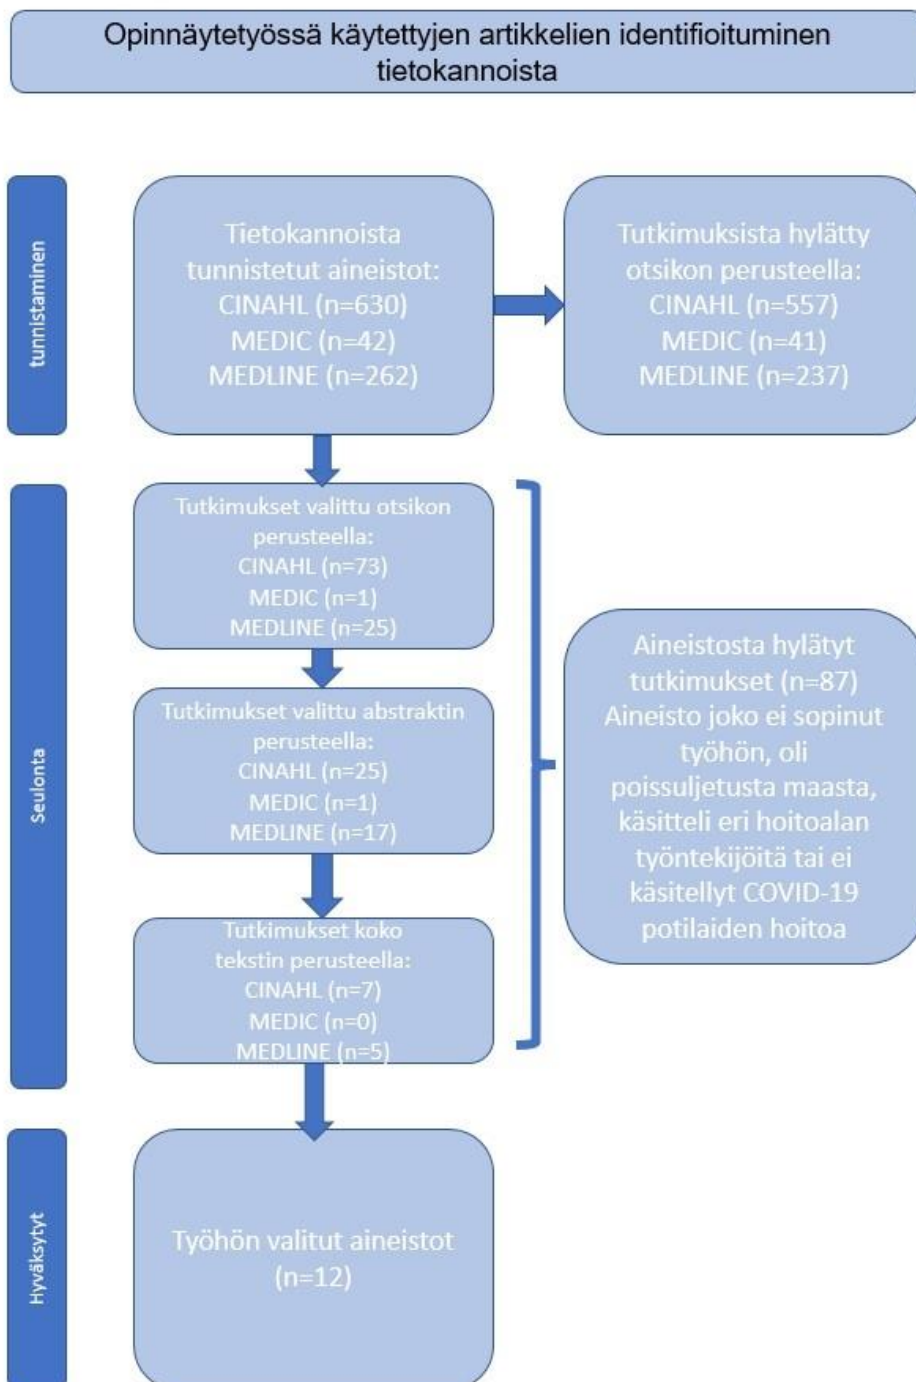 Opinnäytetyössä käytettyjen artikkelien identifioituminen
tietokannoista
tunnistaminen
Tietokannoista
tunnistetut aineistot:
CINAHL (n=630)
MEDIC (n=42)
MEDLINE (n=262)
Tutkimuksista hylätty
otsikon perusteella:
CINAHL (n=557)
MEDIC (n=41)
MEDLINE (n=237)
Seulonta
Tutkimukset valittu otsikon
perusteella:
CINAHL (n=73)
MEDIC (n=1)
MEDLINE (n=25)
Tutkimukset valittu abstraktin
perusteella:
CINAHL (n=25)
MEDIC (n=1)
MEDLINE (n=17)
Tutkimukset koko
tekstin perusteella:
CINAHL (n=7)
MEDIC (n=0)
MEDLINE (n=5)
Aineistosta hylätyt
tutkimukset (n=87)
Aineisto joko ei sopinut
työhön, oli
poissuljetusta maasta,
käsitteli eri hoitoalan
työntekijöitä tai ei
käsitellyt COVID-19
potilaiden hoitoa
Hyväksytyt
Työhön valitut aineistot
(n=12)